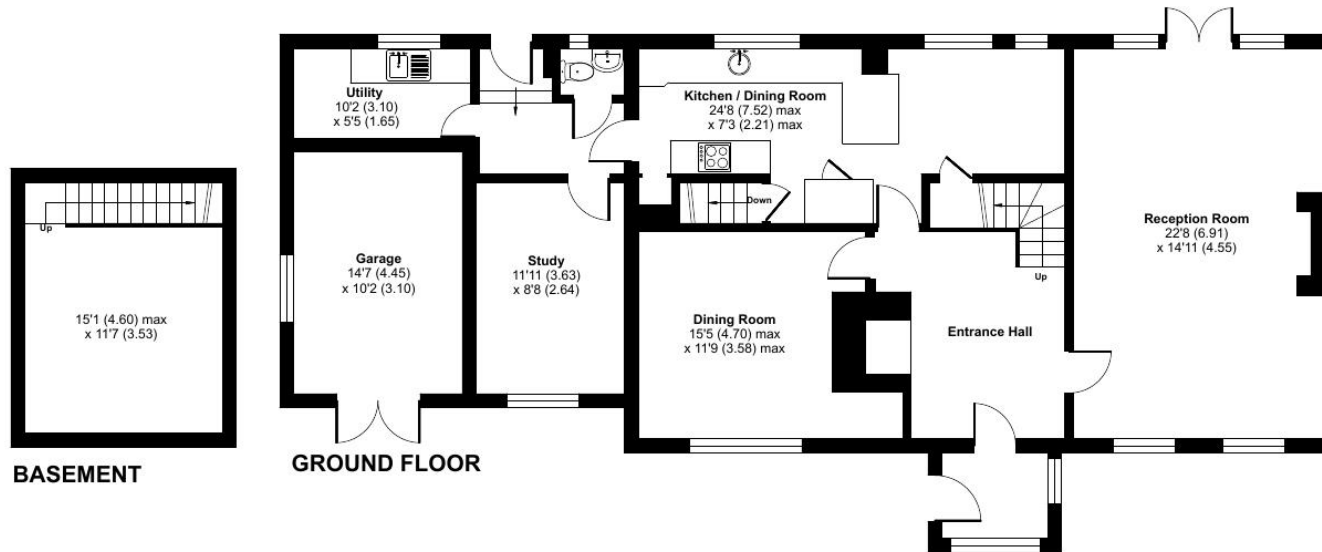 Utility
10'2 (3.10)
x 5'5 (1.65)
Kitchen / Dining Room
24'8 (7.52) max
x 7'3 (2.21) max
Down
Up
15'1 (4.60) max
x 11'7 (3.53)
BASEMENT
Garage
14'7 (4.45)
x 10'2 (3.10)
Study
11'11 (3.63)
x 8'8 (2.64)
Dining Room
15'5 (4.70) max
x 11'9 (3.58) max
Entrance Hall
Up
Reception Room
22'8 (6.91)
x 14'11 (4.55)
GROUND FLOOR